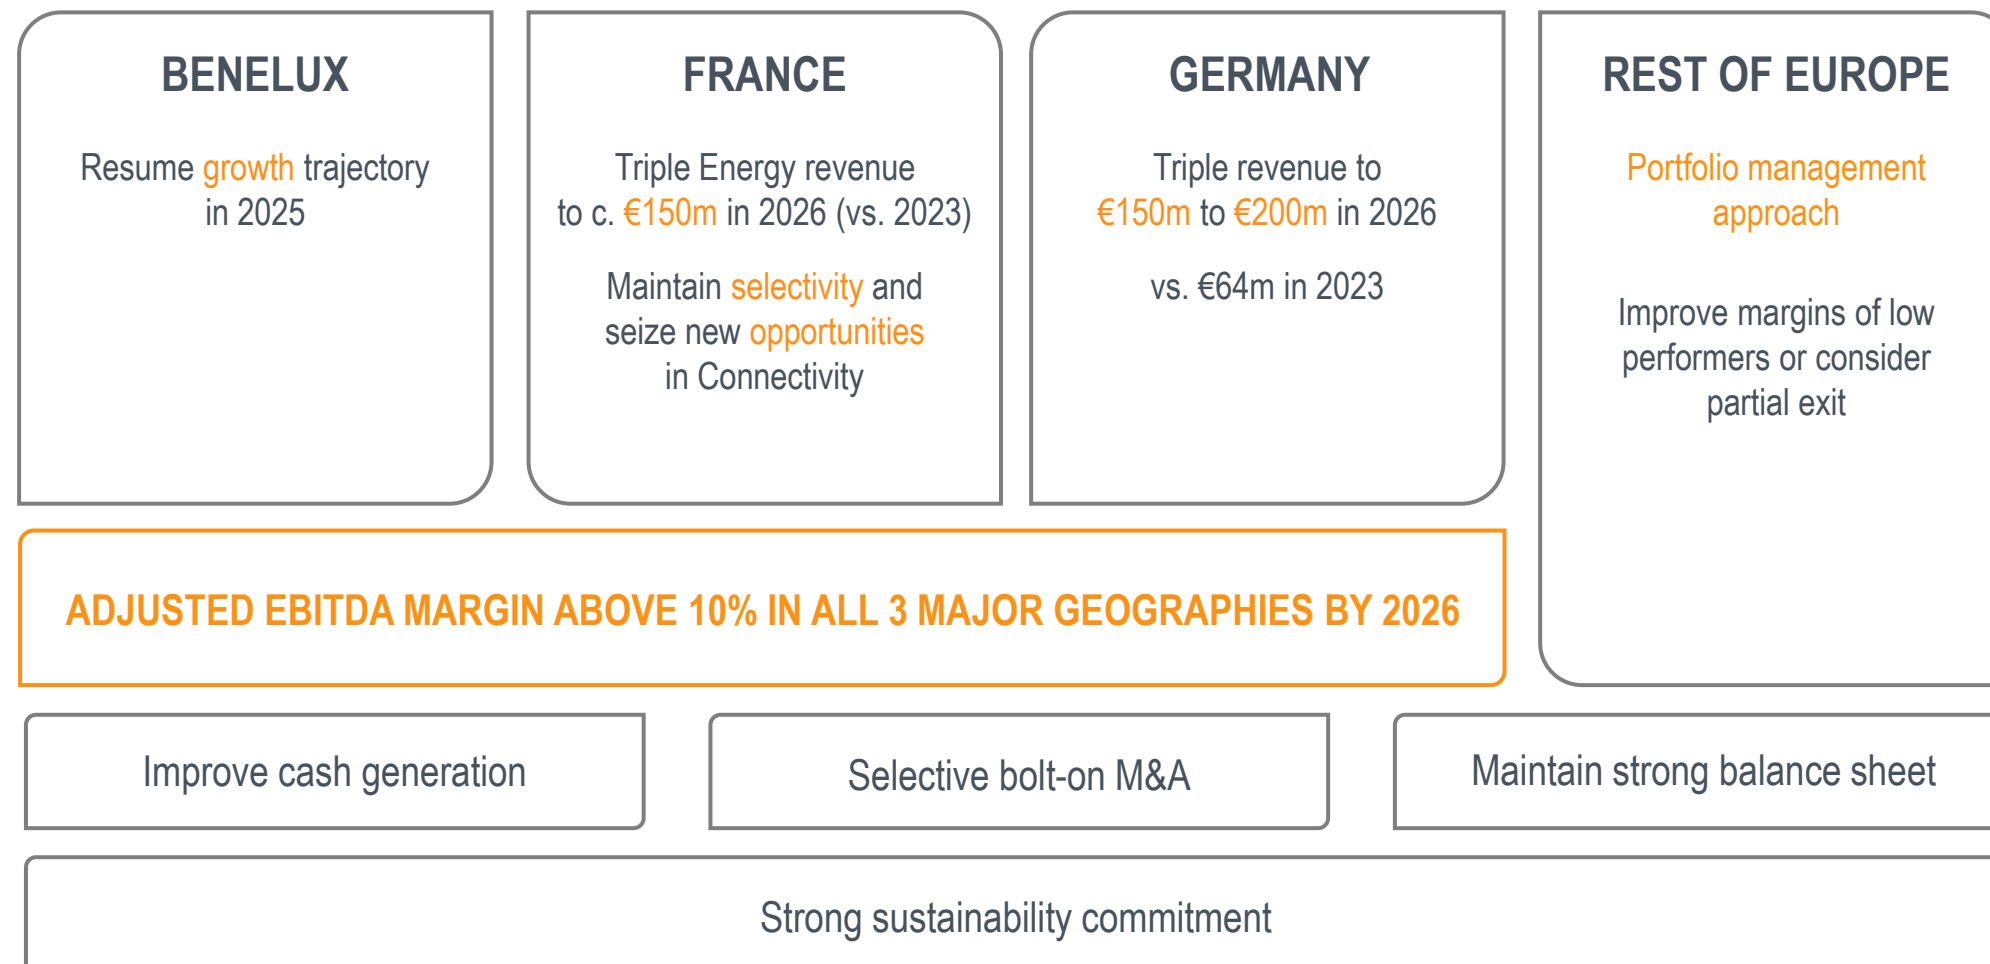 BENELUX
Resume growth trajectory
in 2025
FRANCE
Triple Energy revenue
to c. €150m in 2026 (vs. 2023)
Maintain selectivity and
seize new opportunities
in Connectivity
GERMANY
Triple revenue to
€150m to €200m in 2026
vs. €64m in 2023
REST OF EUROPE
Portfolio management
approach
Improve margins of low
performers or consider
partial exit
ADJUSTED EBITDA MARGIN ABOVE 10% IN ALL 3 MAJOR GEOGRAPHIES BY 2026
Improve cash generation
Selective bolt-on M&A
Maintain strong balance sheet
Strong sustainability commitment